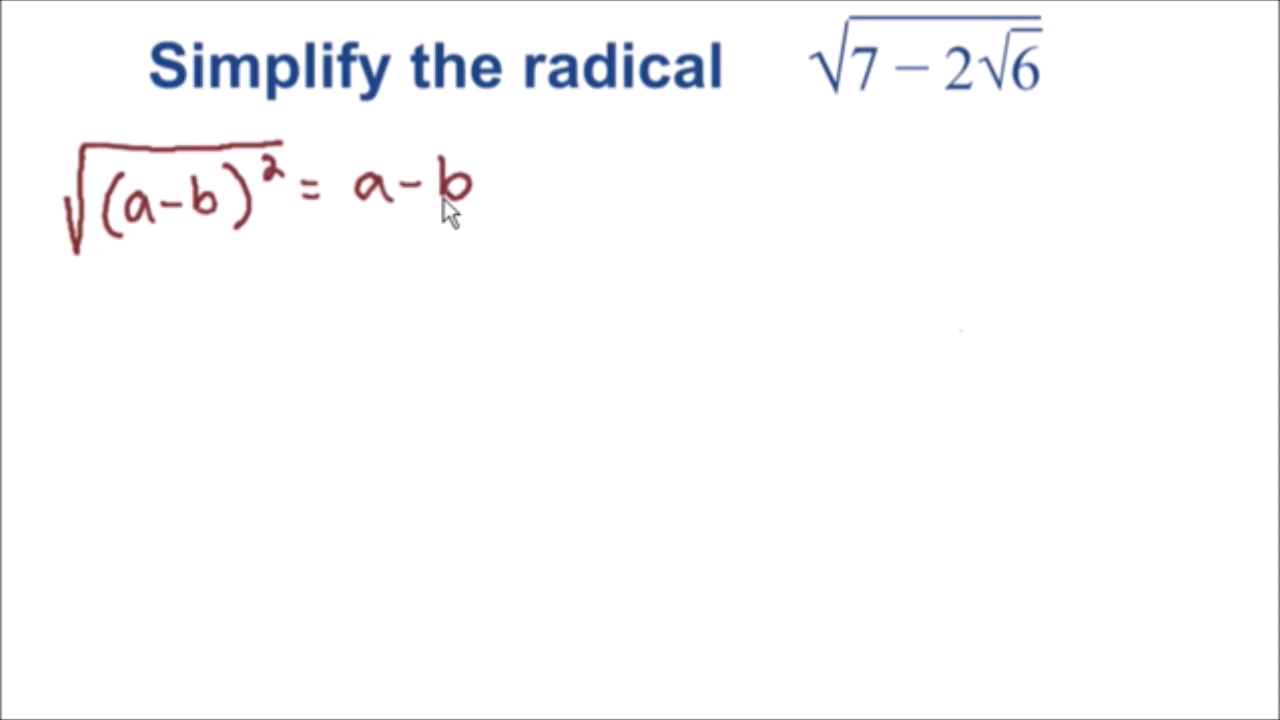 Simplify the radical √(7 − 2√6)
√((a-b)²) = a-b